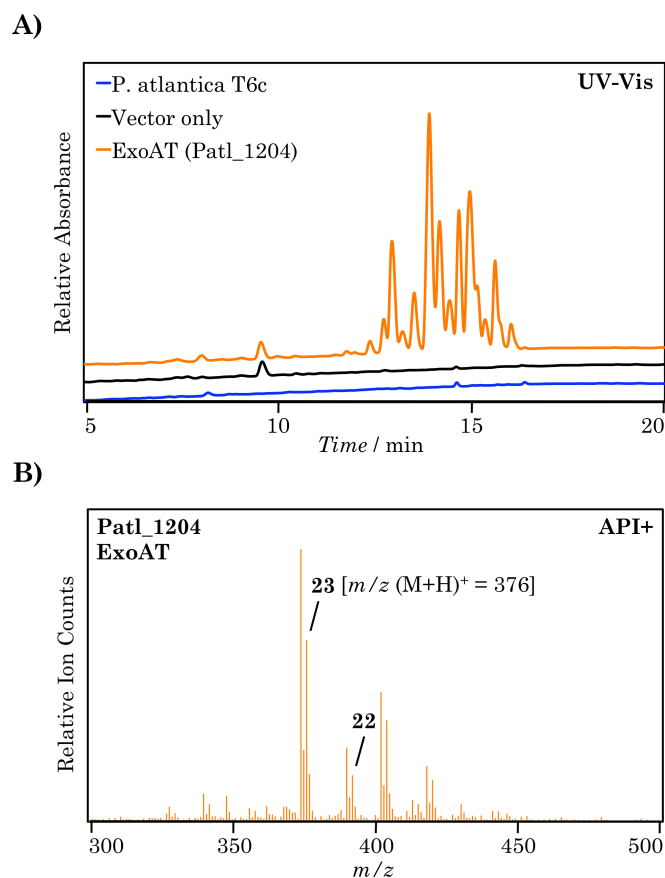 A)
P. atlantica T6c
UV-Vis
Vector only
ExoAT (Patl_1204)
Relative Absorbance
5 10 15 20
Time / min
B)
Patl_1204
API+
ExoAT
23 [m/z (M+H)⁺ = 376]
22
Relative Ion Counts
300 350 400 450 500
m/z